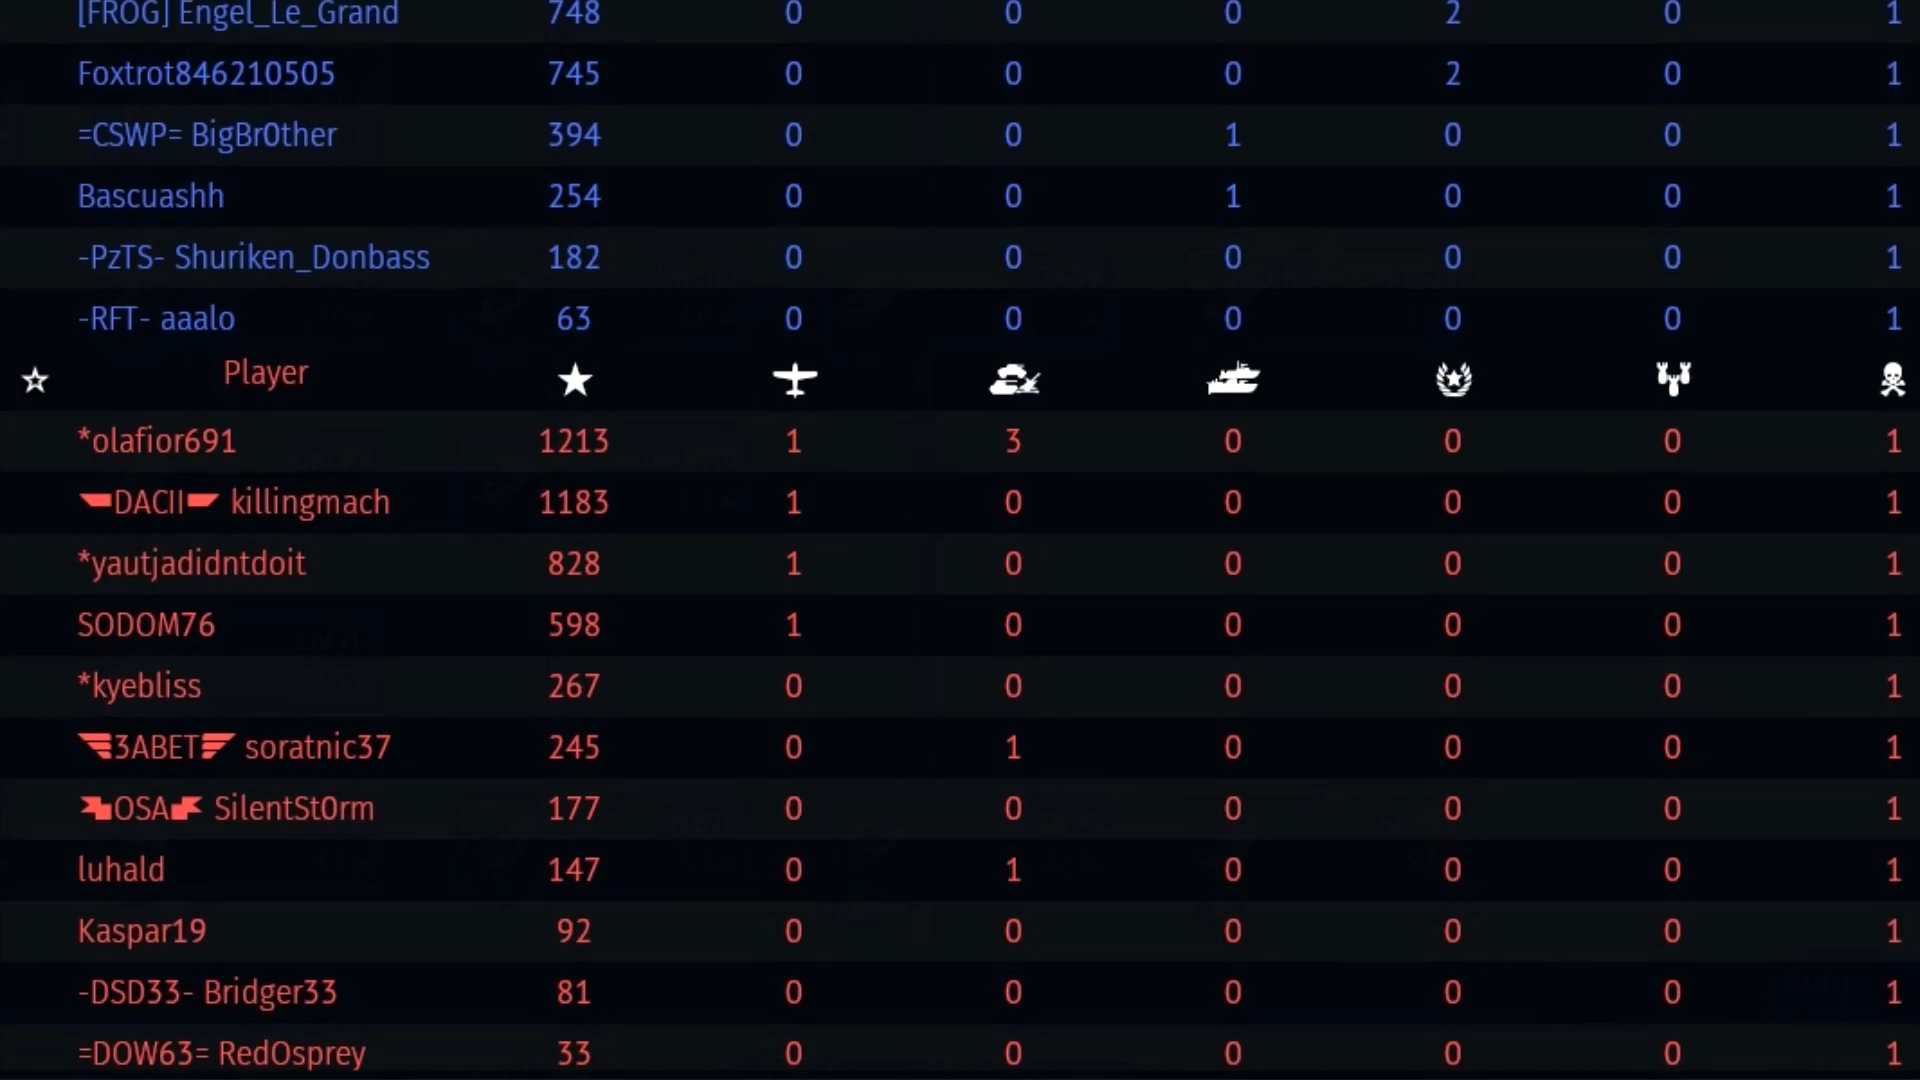 [FROG] Engel_Le_Grand 748 0 0 0 2 0 1
Foxtrot846210505 745 0 0 0 2 0 1
=CSWP= BigBr0ther 394 0 0 1 0 0 1
Bascuashh 254 0 0 1 0 0 1
-PzTS- Shuriken_Donbass 182 0 0 0 0 0 1
-RFT- aaalo 63 0 0 0 0 0 1
Player
*olafior691 1213 1 3 0 0 0 1
DACII killingmach 1183 1 0 0 0 0 1
*yautjadidntdoit 828 1 0 0 0 0 1
SODOM76 598 1 0 0 0 0 1
*kyebliss 267 0 0 0 0 0 1
3ABET soratnic37 245 0 1 0 0 0 1
OSA SilentSt0rm 177 0 0 0 0 0 1
luhald 147 0 1 0 0 0 1
Kaspar19 92 0 0 0 0 0 1
-DSD33- Bridger33 81 0 0 0 0 0 1
=DOW63= RedOsprey 33 0 0 0 0 0 1